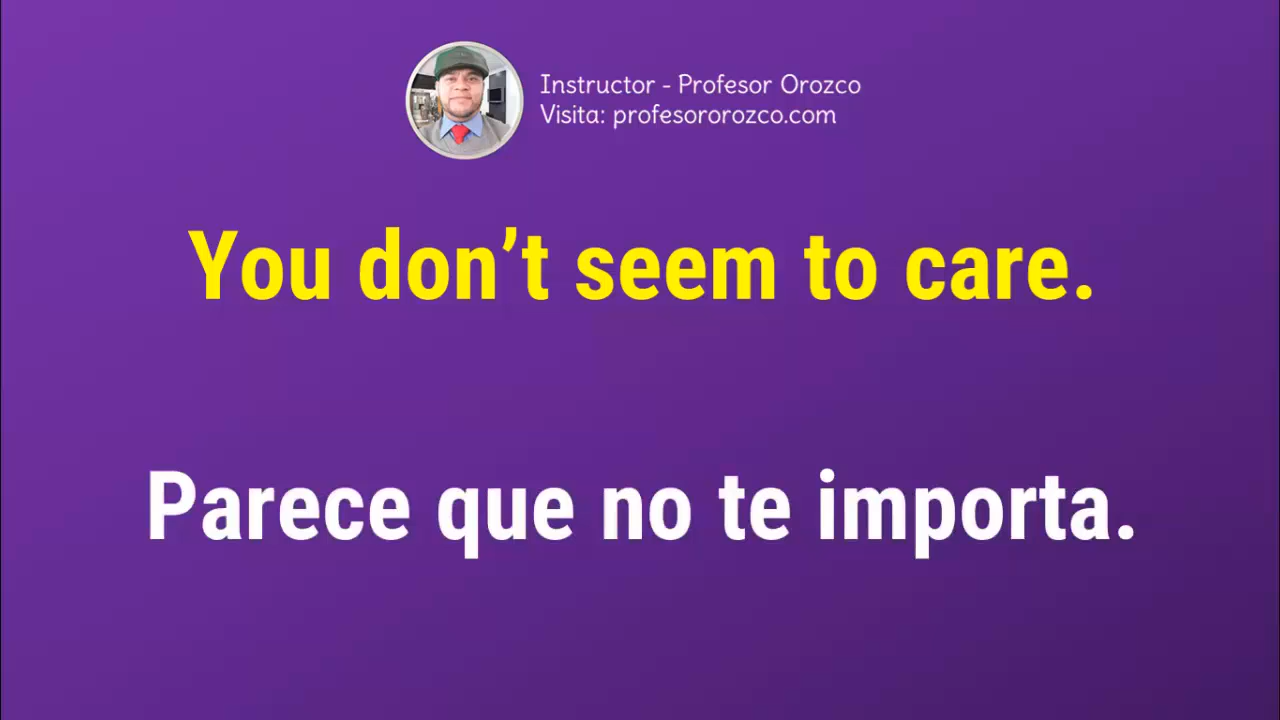 Instructor - Profesor Orozco
Visita: profesororozco.com
You don’t seem to care.
Parece que no te importa.